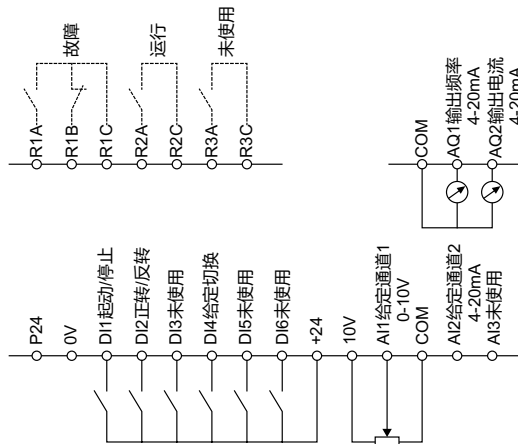 R1A
R1B
R1C
R2A
R2C
R3A
R3C
故障
运行
未使用
COM
AQ1输出频率
4-20mA
AQ2输出电流
4-20mA
P24
0V
DI1起动/停止
DI2正转/反转
DI3未使用
DI4给定切换
DI5未使用
DI6未使用
+24
10V
AI1给定通道1
0-10V
COM
AI2给定通道2
4-20mA
AI3未使用